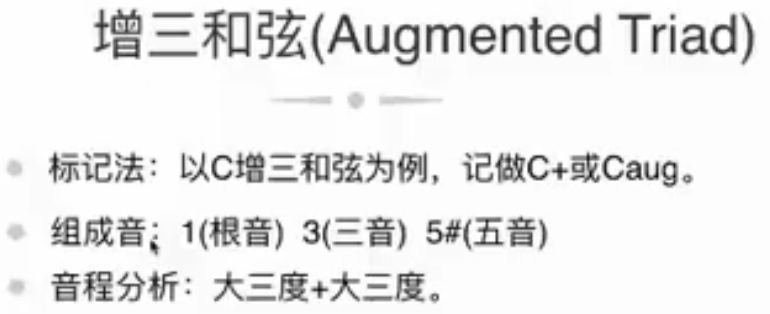 增三和弦(Augmented Triad)
标记法：以C增三和弦为例，记做C+或Caug。
组成音：1(根音) 3(三音) 5#(五音)
音程分析：大三度+大三度。